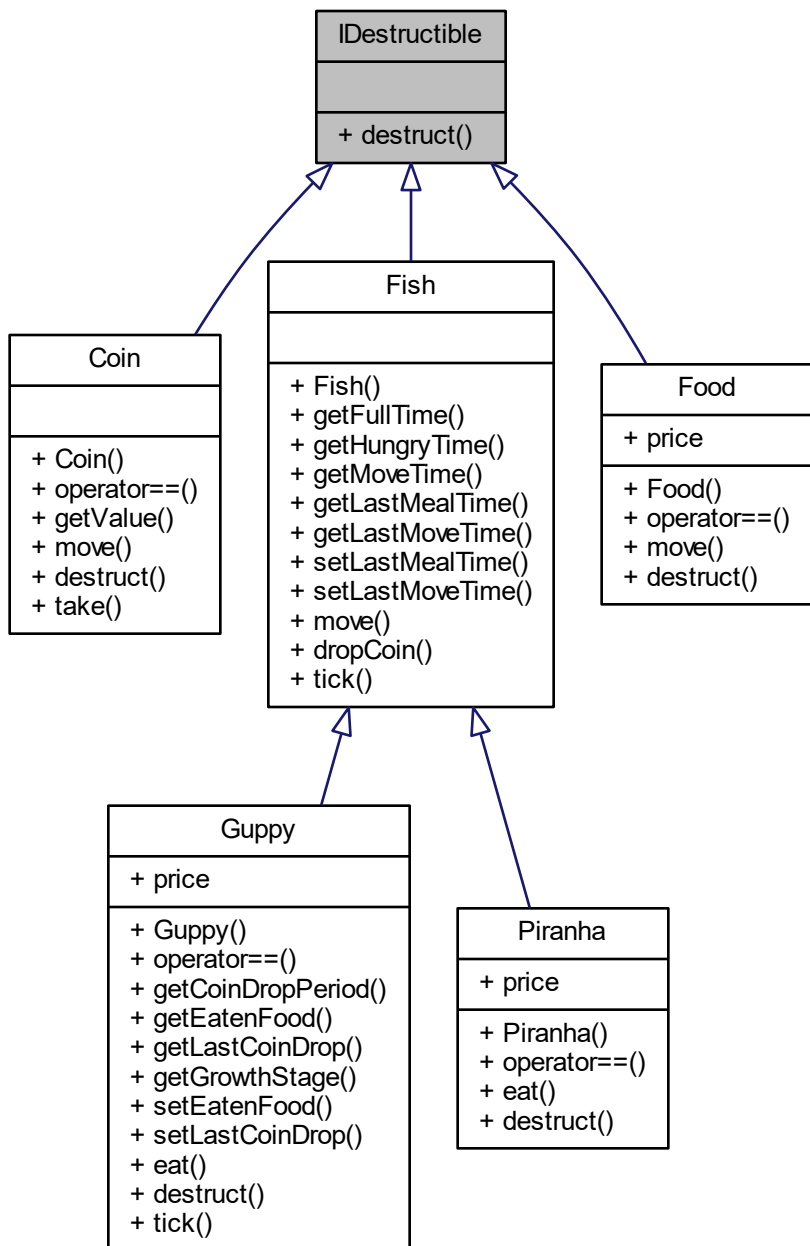 IDestructible
+ destruct()
Coin
+ Coin()
+ operator==()
+ getValue()
+ move()
+ destruct()
+ take()
Fish
+ Fish()
+ getFullTime()
+ getHungryTime()
+ getMoveTime()
+ getLastMealTime()
+ getLastMoveTime()
+ setLastMealTime()
+ setLastMoveTime()
+ move()
+ dropCoin()
+ tick()
Food
+ price
+ Food()
+ operator==()
+ move()
+ destruct()
Guppy
+ price
+ Guppy()
+ operator==()
+ getCoinDropPeriod()
+ getEatenFood()
+ getLastCoinDrop()
+ getGrowthStage()
+ setEatenFood()
+ setLastCoinDrop()
+ eat()
+ destruct()
+ tick()
Piranha
+ price
+ Piranha()
+ operator==()
+ eat()
+ destruct()